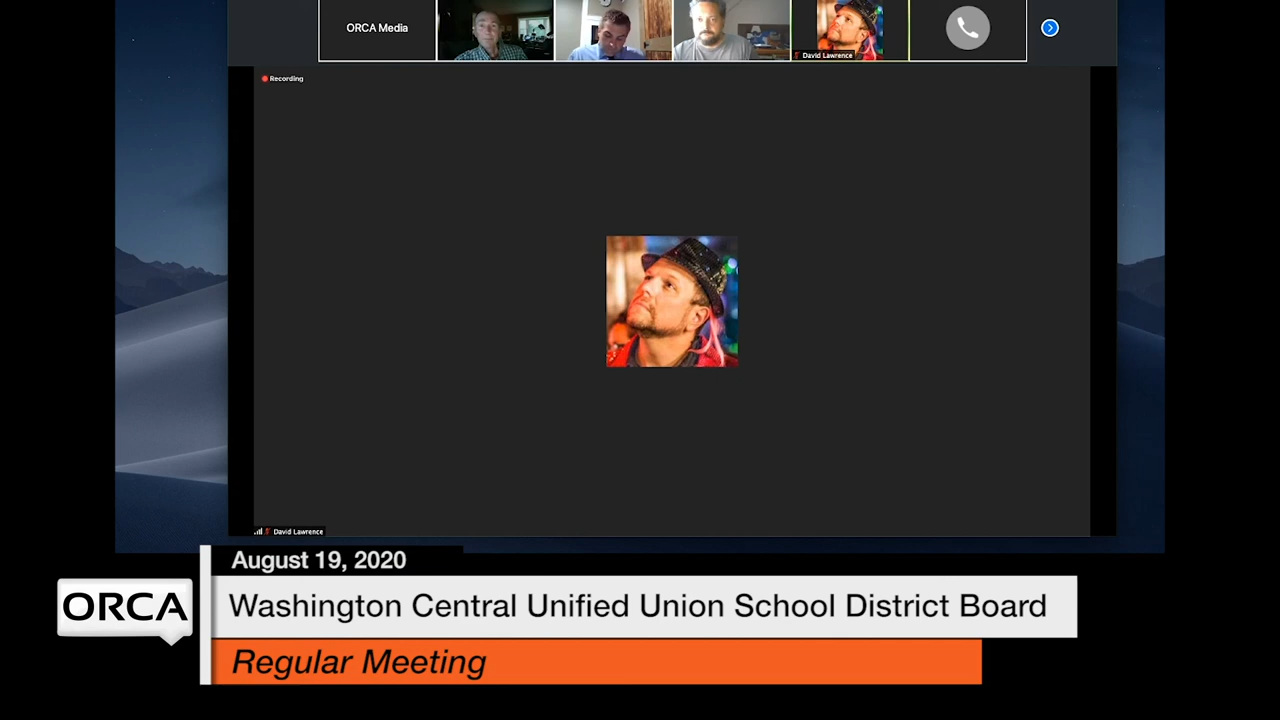 ORCA Media
David Lawrence
Recording
David Lawrence
August 19, 2020
ORCA
Washington Central Unified Union School District Board
Regular Meeting